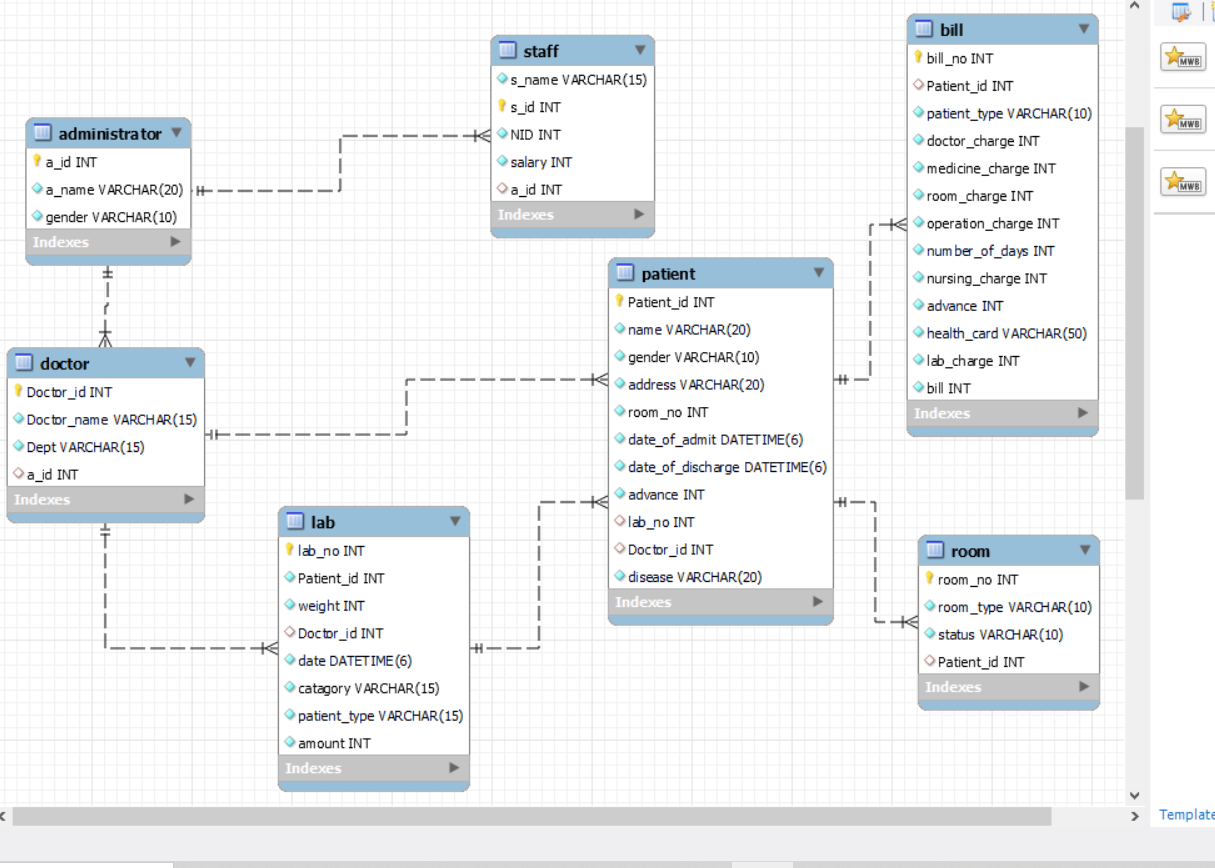 administrator
a_id INT
a_name VARCHAR(20)
gender VARCHAR(10)
Indexes
staff
s_name VARCHAR(15)
s_id INT
NID INT
salary INT
a_id INT
Indexes
bill
bill_no INT
Patient_id INT
patient_type VARCHAR(10)
doctor_charge INT
medicine_charge INT
room_charge INT
operation_charge INT
number_of_days INT
nursing_charge INT
advance INT
health_card VARCHAR(50)
lab_charge INT
bill INT
Indexes
doctor
Doctor_id INT
Doctor_name VARCHAR(15)
Dept VARCHAR(15)
a_id INT
Indexes
patient
Patient_id INT
name VARCHAR(20)
gender VARCHAR(10)
address VARCHAR(20)
room_no INT
date_of_admit DATETIME(6)
date_of_discharge DATETIME(6)
advance INT
lab_no INT
Doctor_id INT
disease VARCHAR(20)
Indexes
lab
lab_no INT
Patient_id INT
weight INT
Doctor_id INT
date DATETIME(6)
catagory VARCHAR(15)
patient_type VARCHAR(15)
amount INT
Indexes
room
room_no INT
room_type VARCHAR(10)
status VARCHAR(10)
Patient_id INT
Indexes
MWB
MWB
MWB
Template